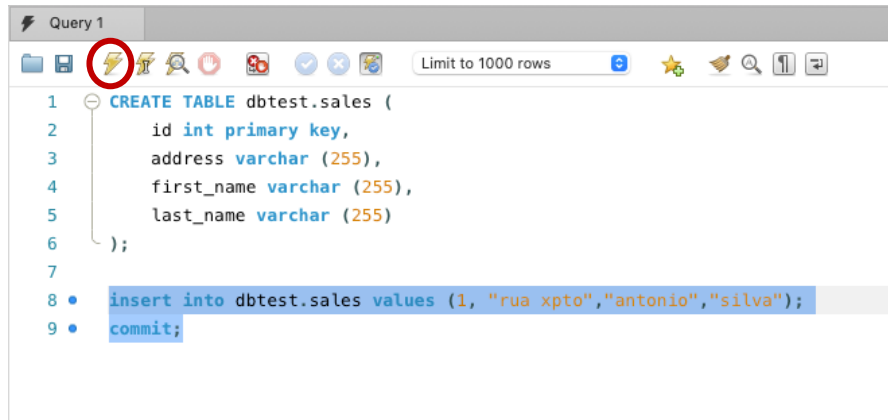 Query 1
Limit to 1000 rows
1 CREATE TABLE dbtest.sales (
2 id int primary key,
3 address varchar (255),
4 first_name varchar (255),
5 last_name varchar (255)
6 );
7
8 insert into dbtest.sales values (1, "rua xpto","antonio","silva");
9 commit;